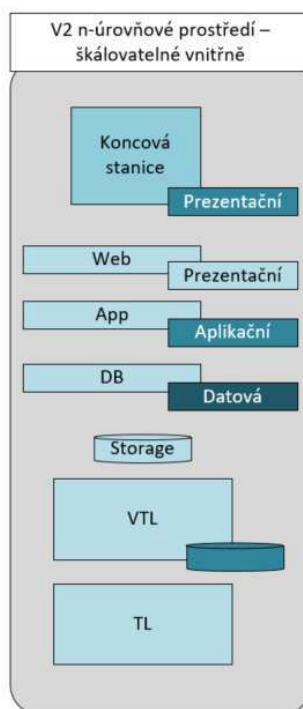 V2 n-úrovňové prostředí –
škálovatelné vnitřně
Koncová
stanice
Prezentační
Web
Prezentační
App
Aplikační
DB
Datová
Storage
VTL
TL